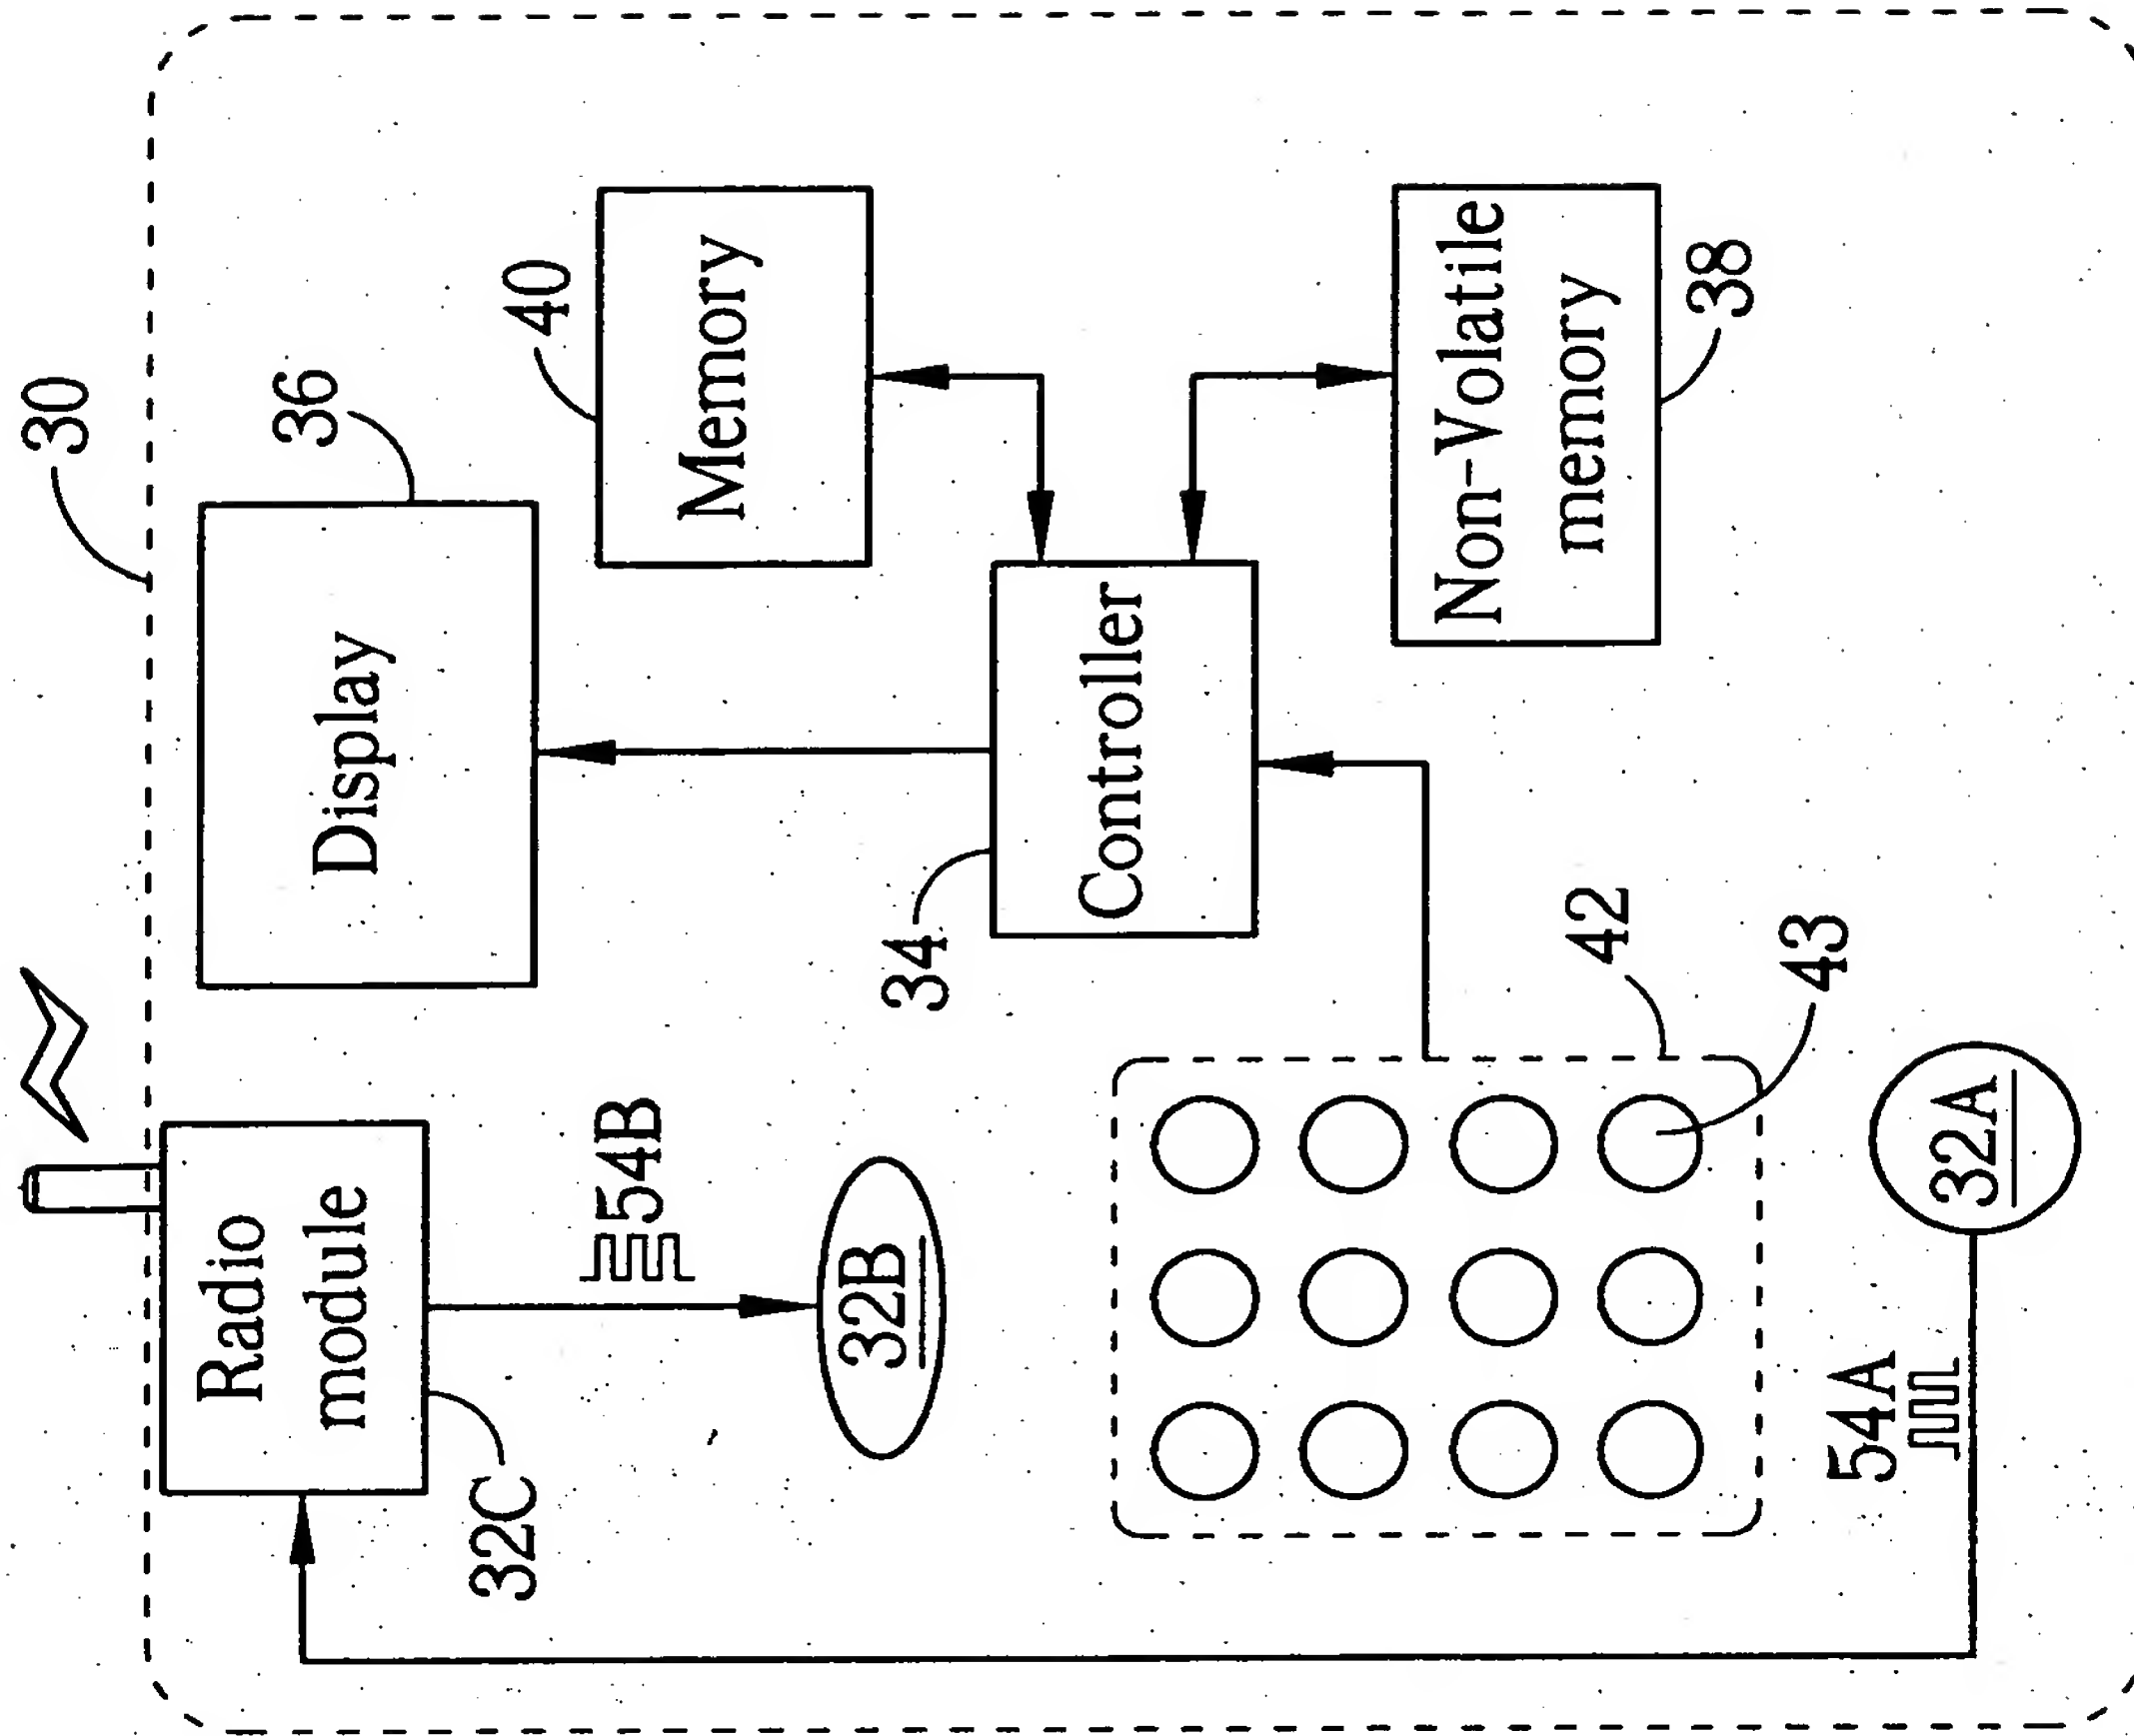 30
36
Display
40
Memory
Radio
module
32C
54B
32B
34
Controller
Non-Volatile
memory
38
42
43
54A
32A